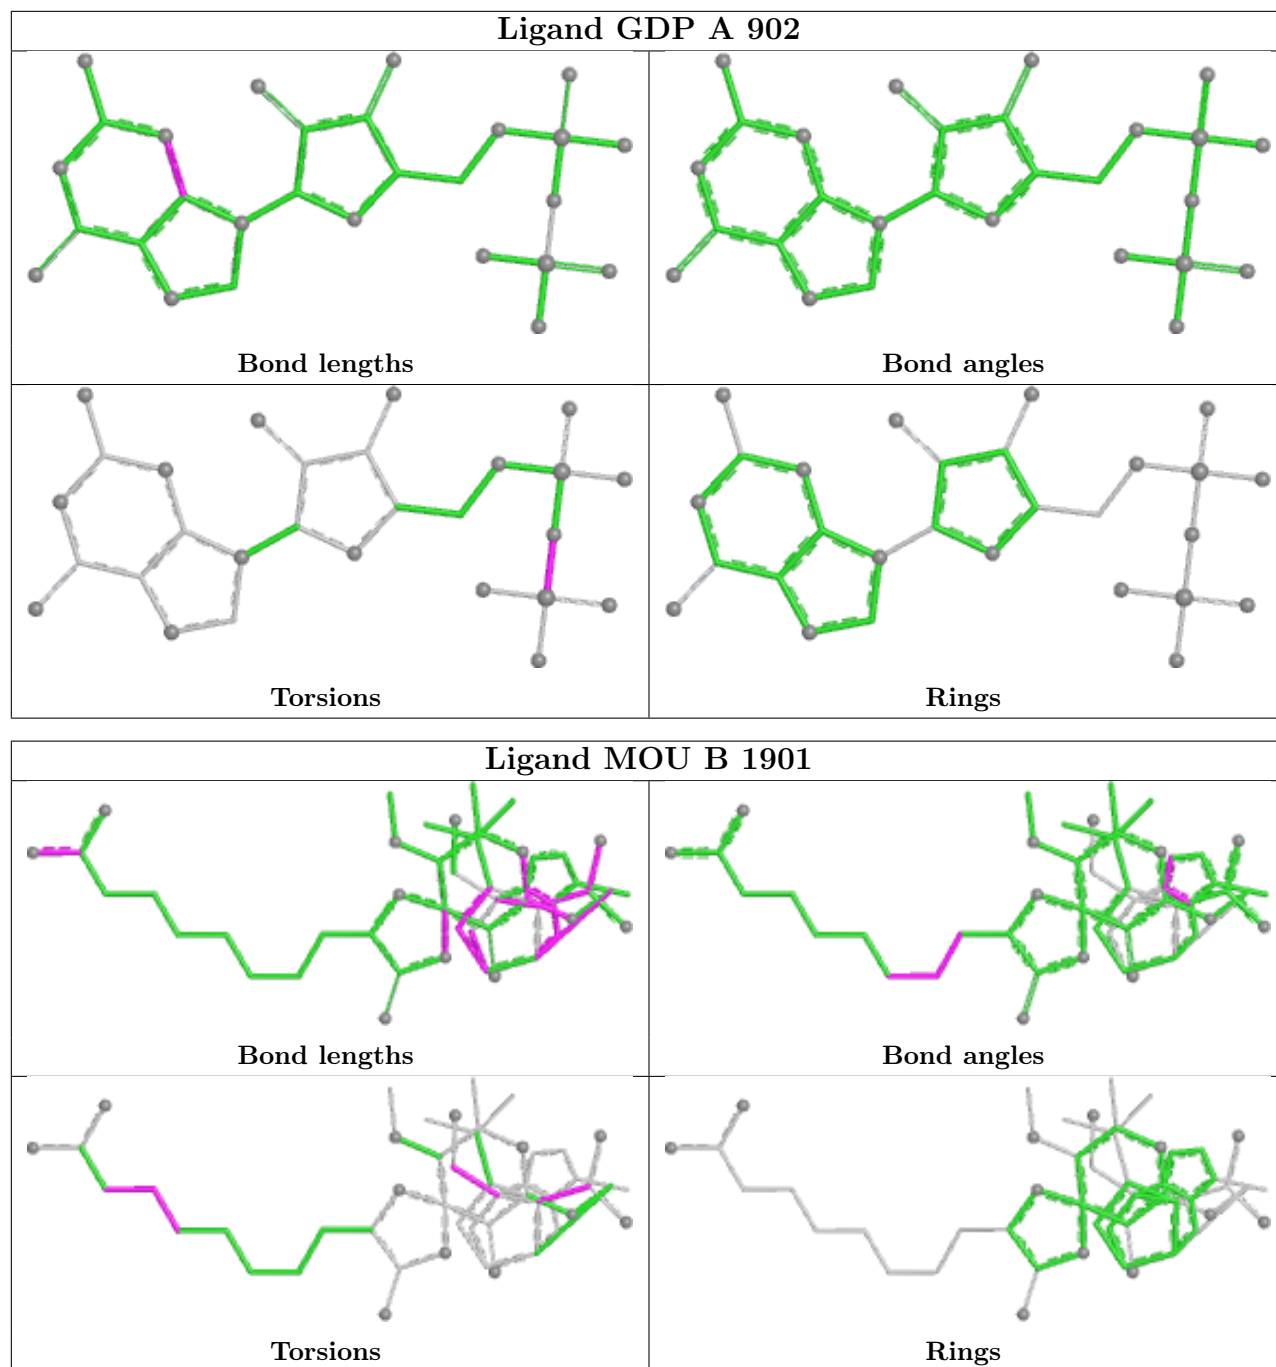 Ligand GDP A 902
Bond lengths
Bond angles
Torsions
Rings
Ligand MOU B 1901
Bond lengths
Bond angles
Torsions
Rings